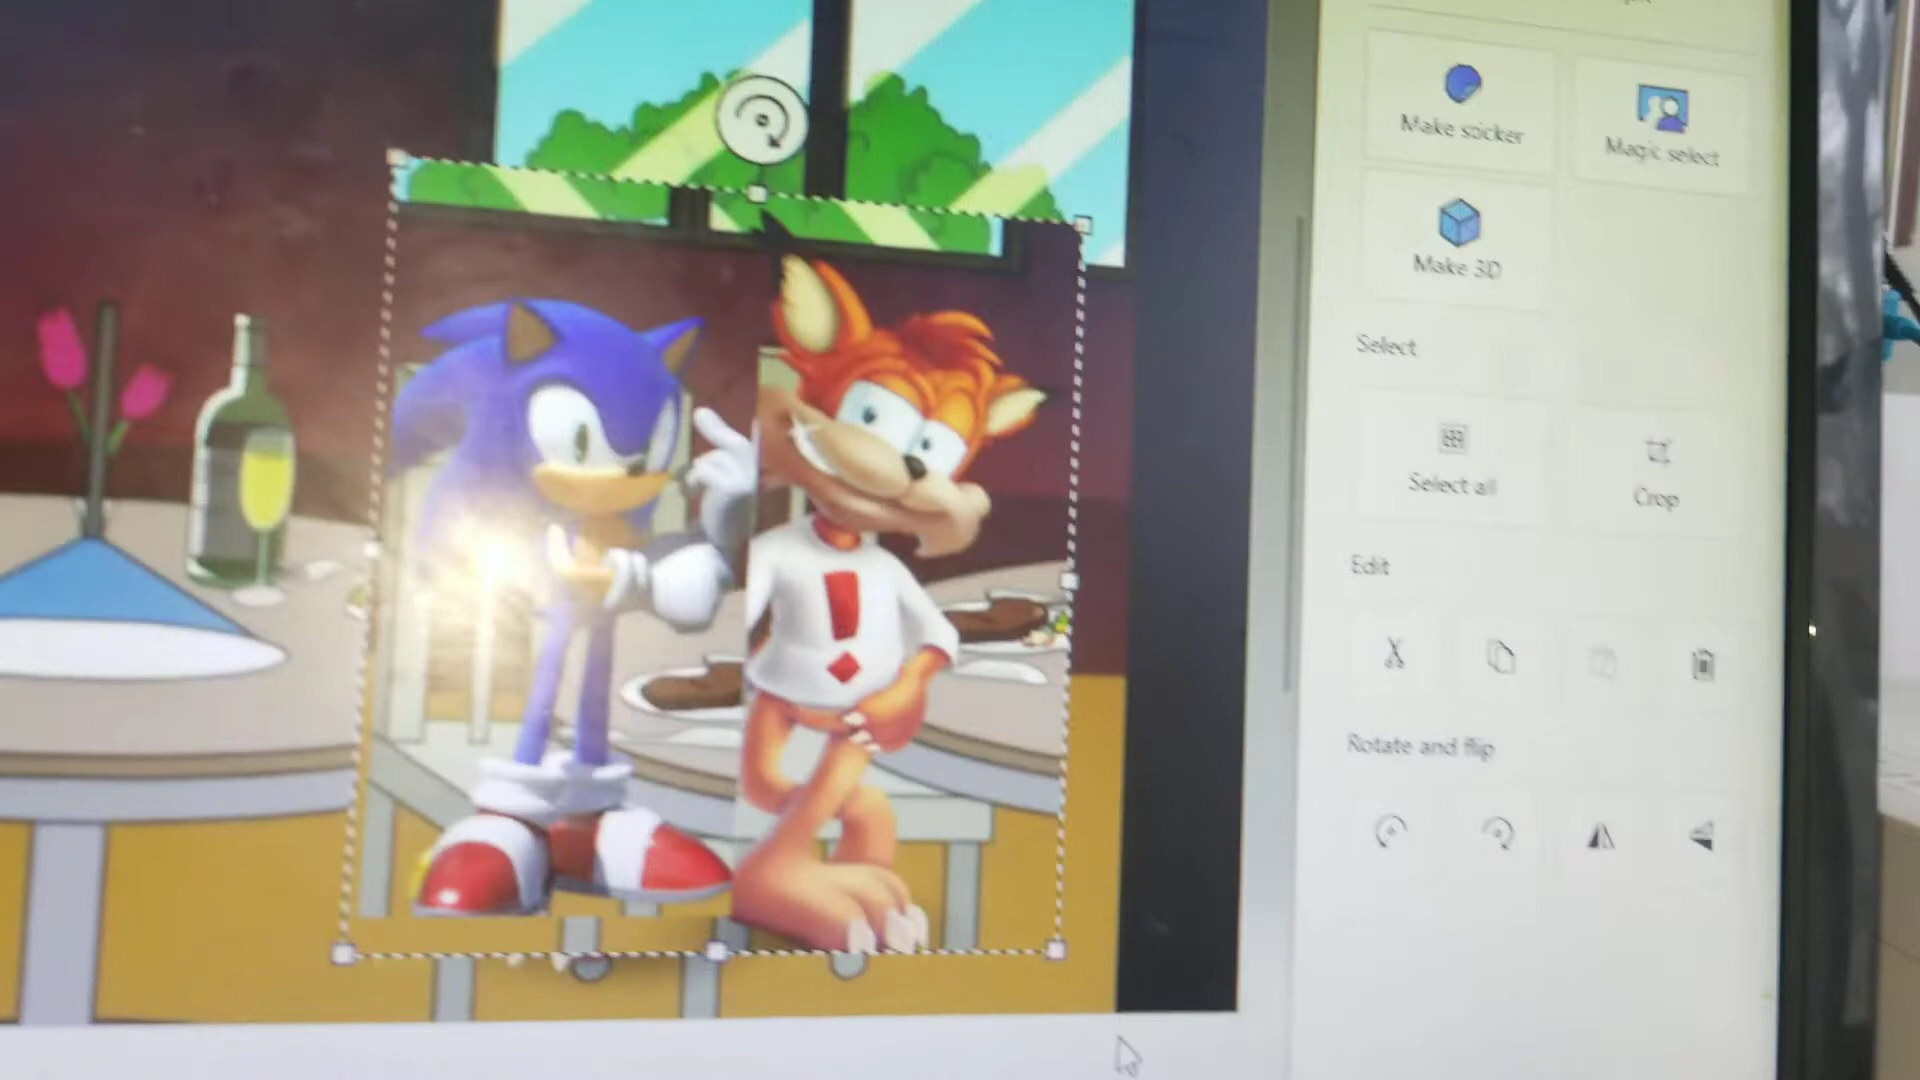 Make sticker
Magic select
Make 3D
Select
Select all
Crop
Edit
Rotate and flip